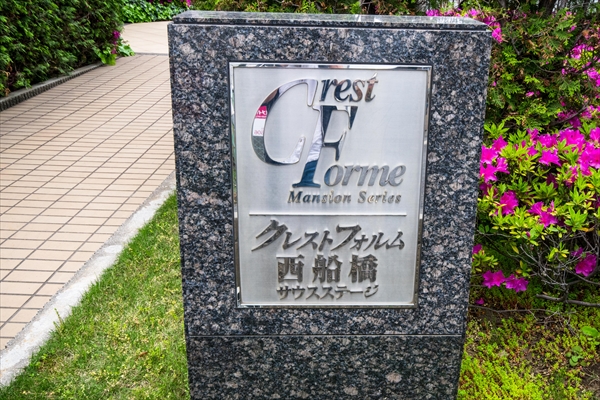 Crest
Forme
Mansion Series
クレストフォルム
西船橋
サウスステージ